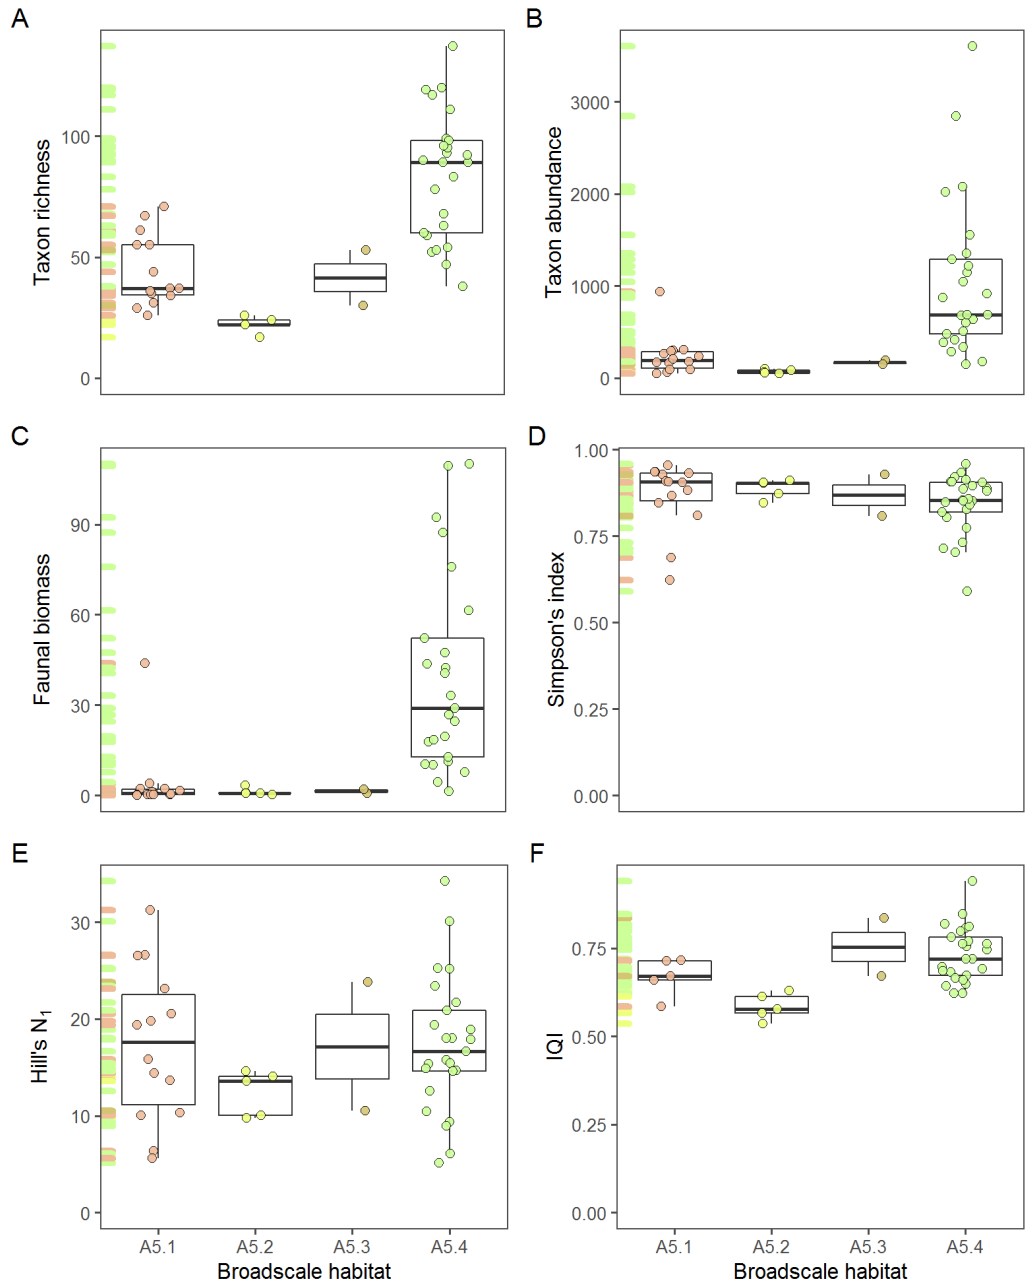 A
Taxon richness
100
50
0
B
Taxon abundance
3000
2000
1000
0
C
Faunal biomass
90
60
30
0
D
Simpson's index
1.00
0.75
0.50
0.25
0.00
E
Hill's N1
30
20
10
0
A5.1 A5.2 A5.3 A5.4
Broadscale habitat
F
IQI
0.75
0.50
0.25
0.00
A5.1 A5.2 A5.3 A5.4
Broadscale habitat